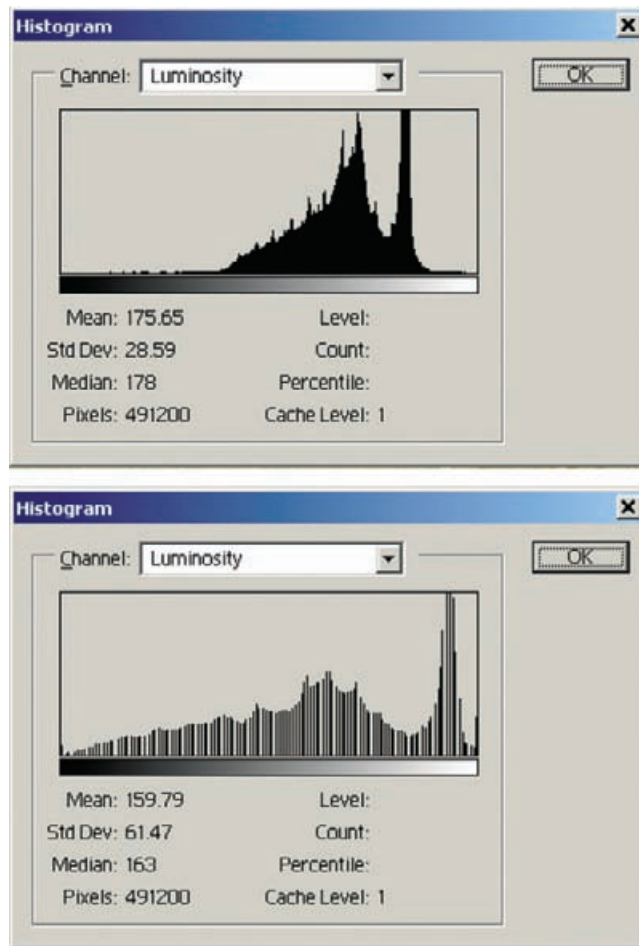 Histogram
Channel: Luminosity
OK
Mean: 175.65 Level:
Std Dev: 28.59 Count:
Median: 178 Percentile:
Pixels: 491200 Cache Level: 1
Histogram
Channel: Luminosity
OK
Mean: 159.79 Level:
Std Dev: 61.47 Count:
Median: 163 Percentile:
Pixels: 491200 Cache Level: 1